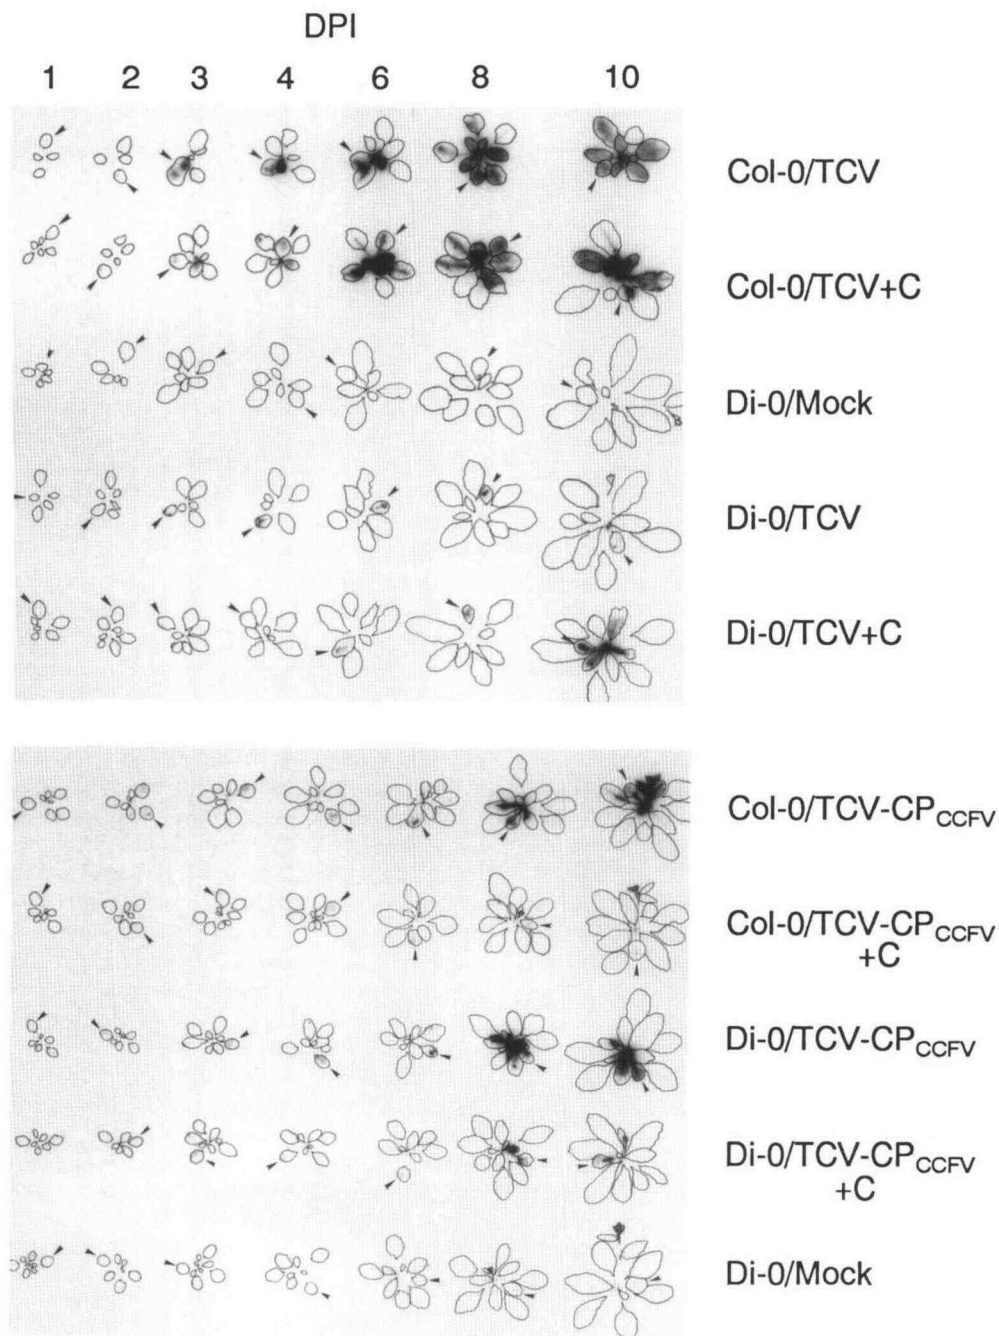 DPI
1 2 3 4 6 8 10
Col-0/TCV
Col-0/TCV+C
Di-0/Mock
Di-0/TCV
Di-0/TCV+C
Col-0/TCV-CPCCFV
Col-0/TCV-CPCCFV
+C
Di-0/TCV-CPCCFV
Di-0/TCV-CPCCFV
+C
Di-0/Mock